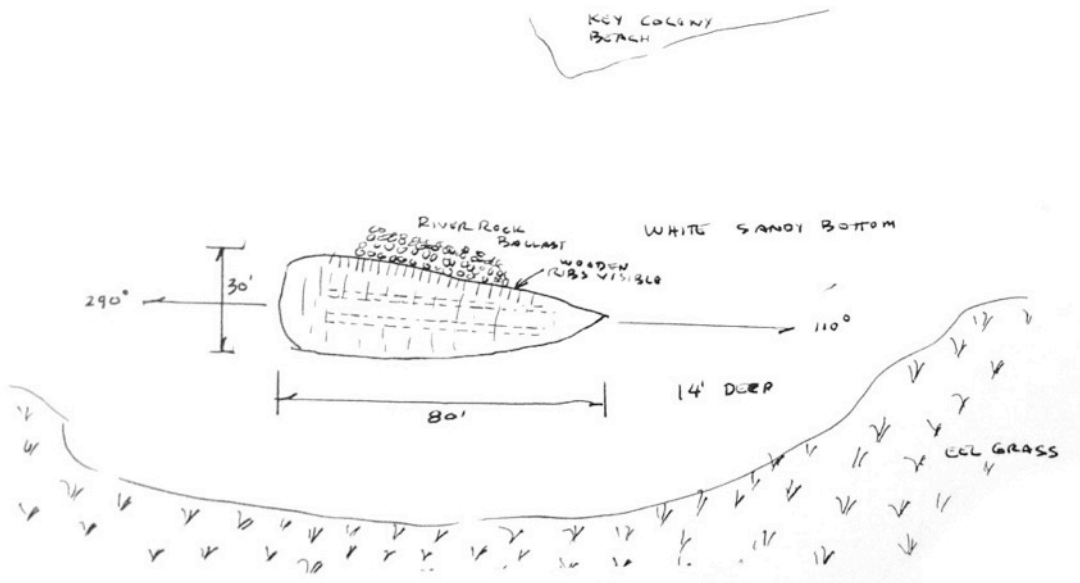 KEY COLONY
BEACH
RIVER ROCK
BALLAST
WHITE SANDY BOTTOM
WOODEN
RIBS VISIBLE
30'
290°
110°
14' DEEP
80'
EEL GRASS